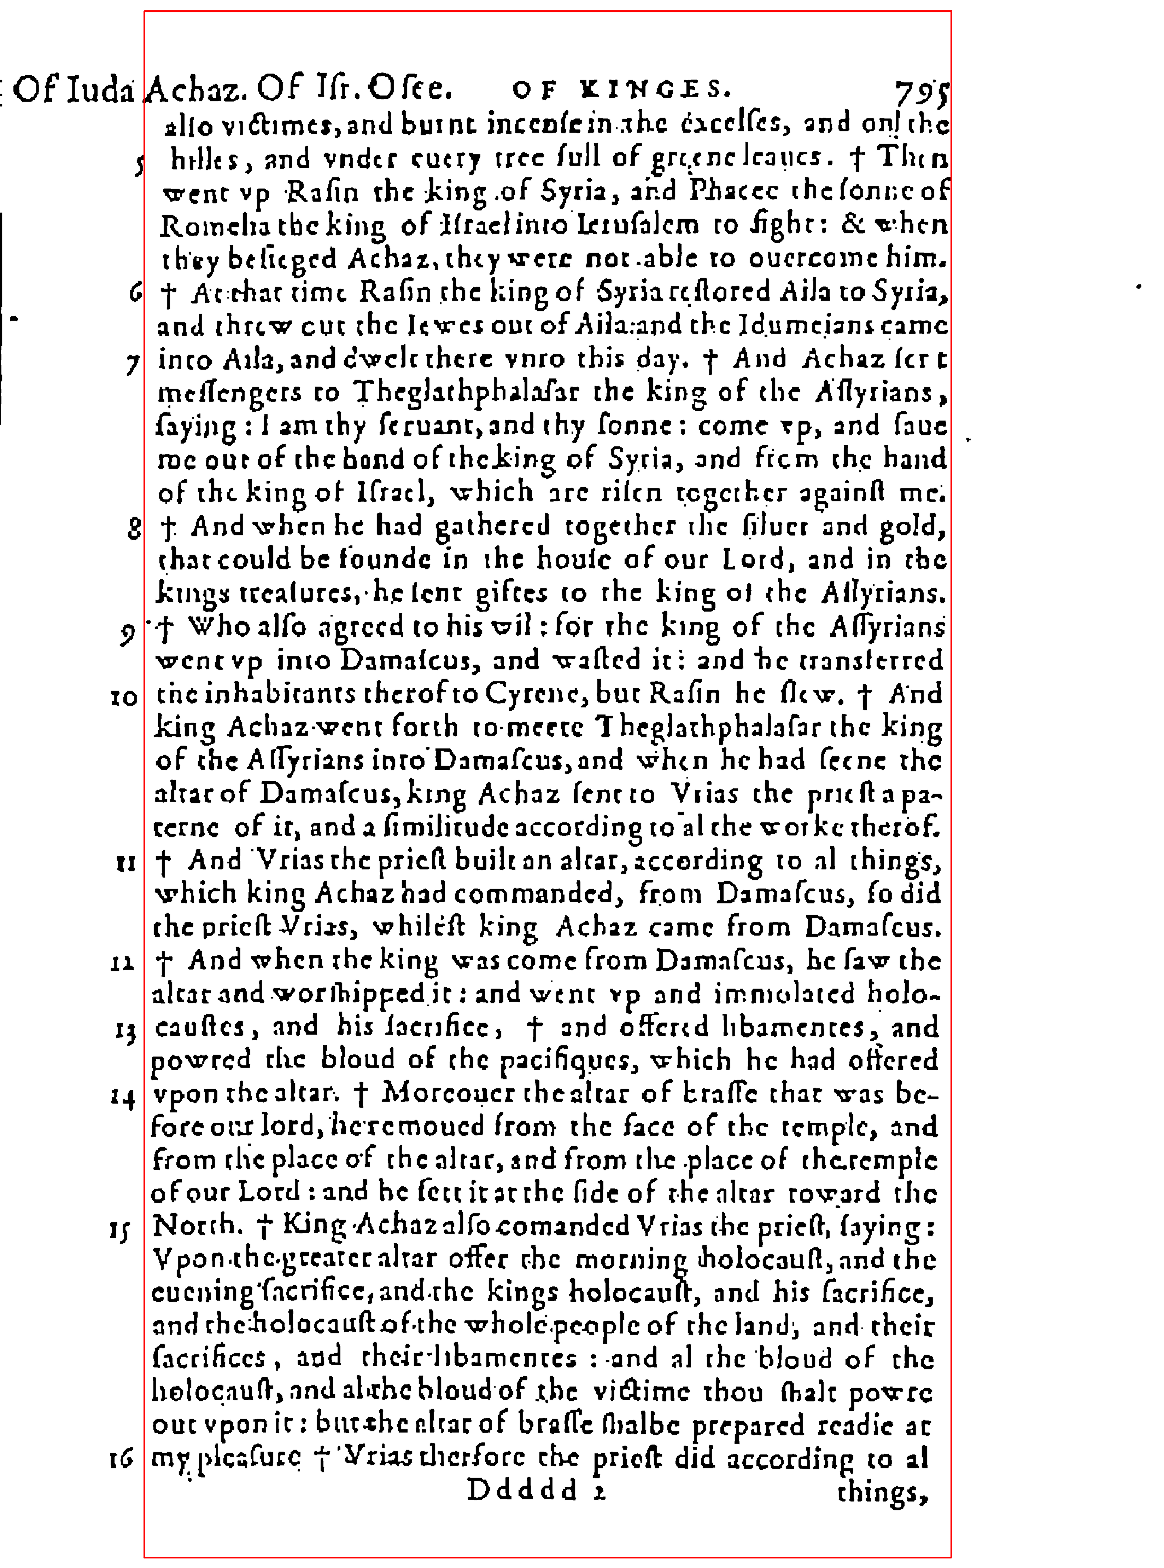 Of Iuda Achaz. Of Iſr. Oſee. OF KINGES. 795
alſo victimes, and burnt incenſe in the excelſes, and on the
5 hilles, and vnder euery tree full of greene leaues. † Then
went vp Raſin the king of Syria, and Phacee the ſonne of
Romelia the king of Iſrael into Ieruſalem to fight: & when
they beſieged Achaz, they were not able to ouercome him.
6 † At that time Raſin the king of Syria reſtored Aila to Syria,
and threw out the Iewes out of Aila: and the Idumeians came
7 into Aila, and dwelt there vnto this day. † And Achaz ſent
meſſengers to Theglathphalaſar the king of the Aſſyrians,
ſaying: I am thy ſeruant, and thy ſonne: come vp, and ſaue
me out of the hond of the king of Syria, and from the hand
of the king of Iſrael, which are riſen together againſt me.
8 † And when he had gathered together the ſiluer and gold,
that could be founde in the houſe of our Lord, and in the
kings treaſures, he ſent giftes to the king of the Aſſyrians.
9 † Who alſo agreed to his wil: for the king of the Aſſyrians
went vp into Damaſcus, and waſted it: and he transferred
10 the inhabitants therof to Cyrene, but Raſin he ſlew. † And
king Achaz went forth to meete Theglathphalaſar the king
of the Aſſyrians into Damaſcus, and when he had ſeene the
altar of Damaſcus, king Achaz ſent to Vrias the prieſt a pa-
terne of it, and a ſimilitude according to al the worke therof.
11 † And Vrias the prieſt built an altar, according to al things,
which king Achaz had commanded, from Damaſcus, ſo did
the prieſt Vrias, whileſt king Achaz came from Damaſcus.
12 † And when the king was come from Damaſcus, he ſaw the
altar and worſhipped it: and went vp and immolated holo-
13 cauſtes, and his ſacrifice, † and offered libamentes, and
powred the bloud of the pacifiques, which he had offered
14 vpon the altar. † Moreouer the altar of braſſe that was be-
fore our lord, he remoued from the face of the temple, and
from the place of the altar, and from the place of the temple
of our Lord: and he ſett it at the ſide of the altar toward the
15 North. † King Achaz alſo comanded Vrias the prieſt, ſaying:
Vpon the greater altar offer the morning holocauſt, and the
euening ſacrifice, and the kings holocauſt, and his ſacrifice,
and the holocauſt of the whole people of the land, and their
ſacrifices, and their libamentes: and al the bloud of the
holocauſt, and al the bloud of the victime thou ſhalt powre
out vpon it: but the altar of braſſe ſhalbe prepared readie at
16 my pleaſure † Vrias therfore the prieſt did according to al
Ddddd 2 things,